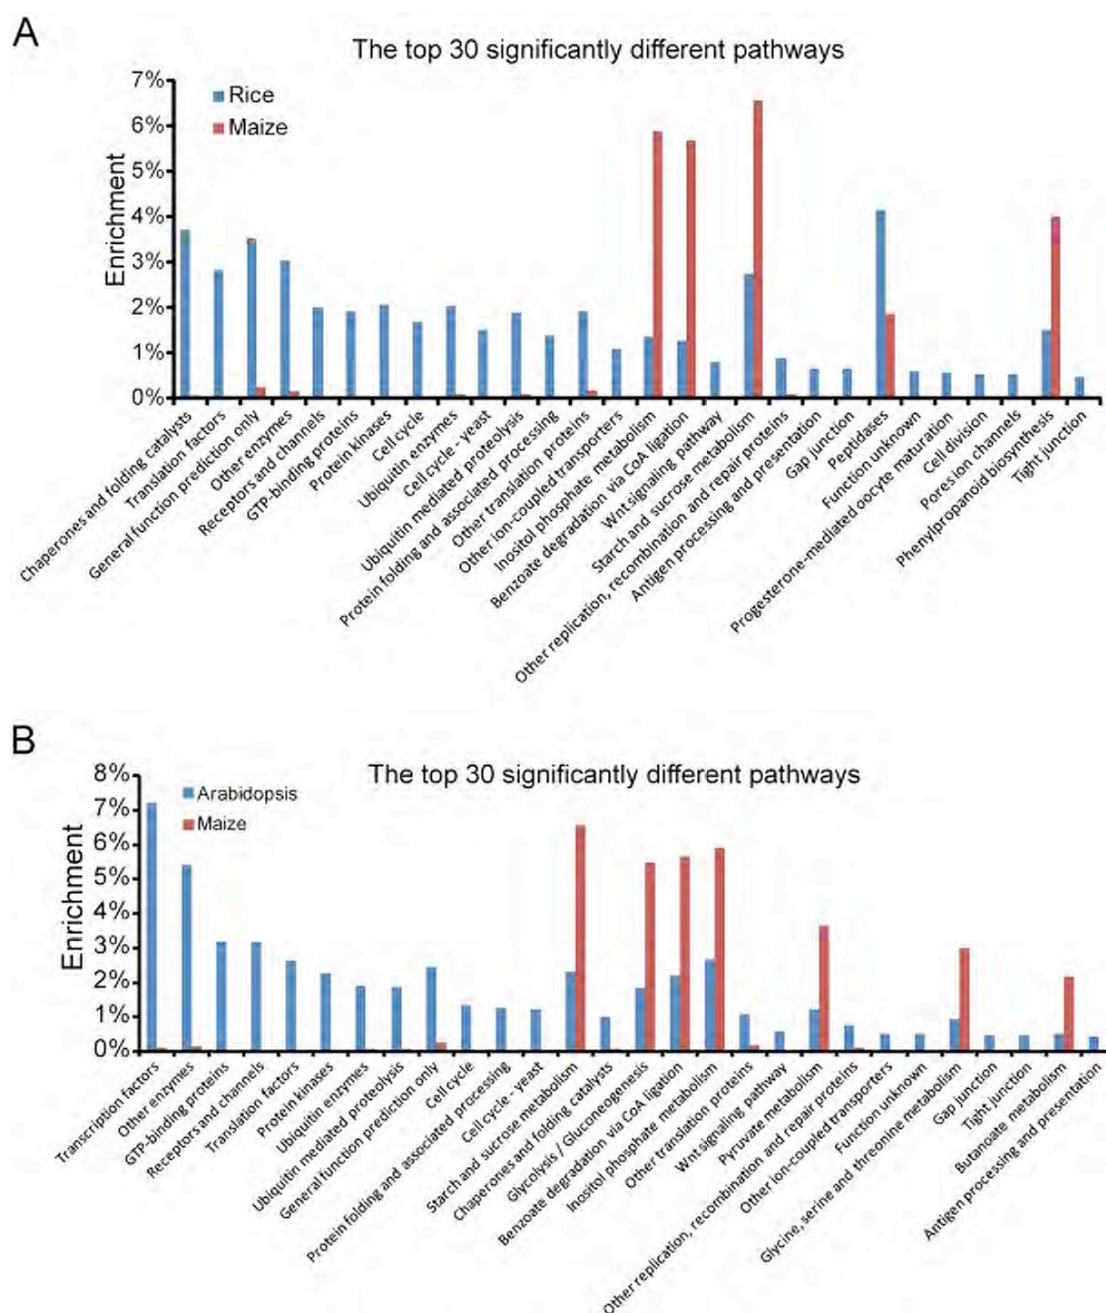 A
The top 30 significantly different pathways
7%
6%
5%
4%
3%
2%
1%
0%
Enrichment
Rice
Maize
Chaperones and folding catalysts
Translation factors
General function prediction only
Other enzymes
Receptors and channels
GTP-binding proteins
Protein kinases
Cell cycle
Ubiquitin enzymes
Cell cycle - yeast
Ubiquitin mediated proteolysis
Protein folding and associated processing
Other translation proteins
Other ion-coupled transporters
Inositol phosphate metabolism
Benzoate degradation via CoA ligation
Wnt signaling pathway
Starch and sucrose metabolism
Other replication, recombination and repair proteins
Antigen processing and presentation
Gap junction
Peptidases
Function unknown
Progesterone-mediated oocyte maturation
Cell division
Pores ion channels
Phenylpropanoid biosynthesis
Tight junction
B
The top 30 significantly different pathways
8%
7%
6%
5%
4%
3%
2%
1%
0%
Enrichment
Arabidopsis
Maize
Transcription factors
Other enzymes
GTP-binding proteins
Receptors and channels
Translation factors
Protein kinases
Ubiquitin enzymes
Ubiquitin mediated proteolysis
General function prediction only
Cell cycle
Protein folding and associated processing
Cell cycle - yeast
Starch and sucrose metabolism
Chaperones and folding catalysts
Glycolysis / Gluconeogenesis
Benzoate degradation via CoA ligation
Inositol phosphate metabolism
Other translation proteins
Wnt signaling pathway
Pyruvate metabolism
Other replication, recombination and repair proteins
Other ion-coupled transporters
Function unknown
Glycine, serine and threonine metabolism
Gap junction
Tight junction
Butanoate metabolism
Antigen processing and presentation